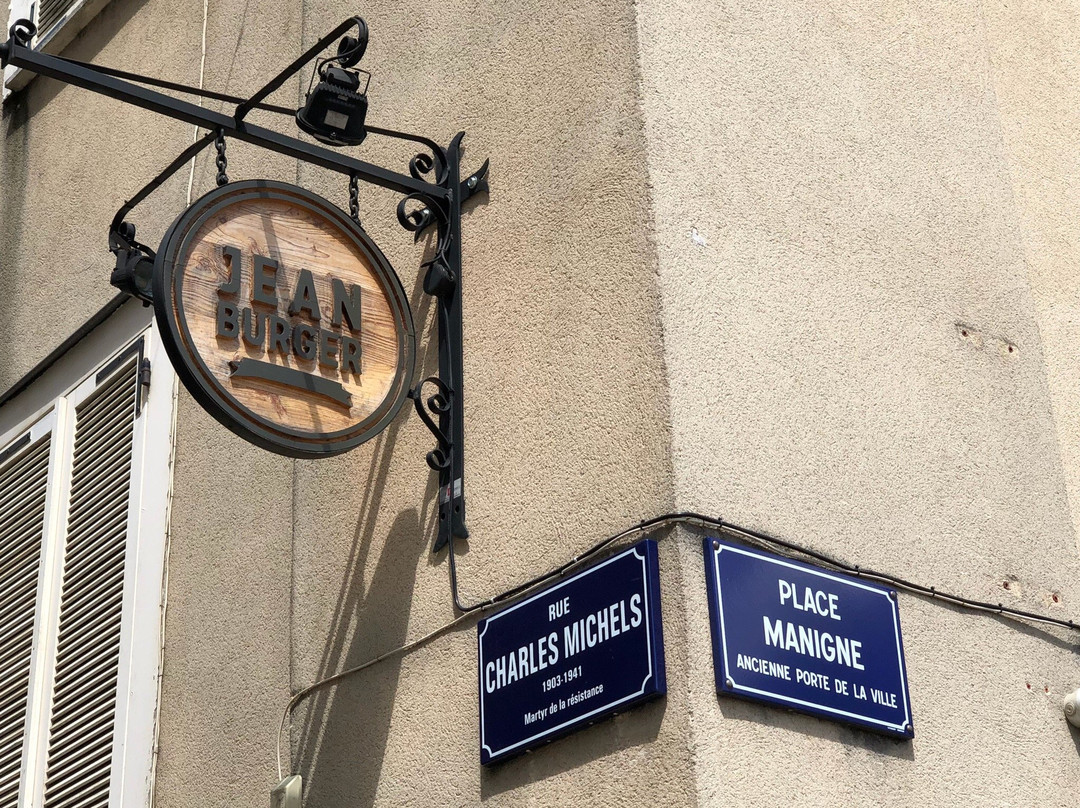 JEAN
BURGER
RUE
CHARLES MICHELS
1903-1941
Martyr de la résistance
PLACE
MANIGNE
ANCIENNE PORTE DE LA VILLE